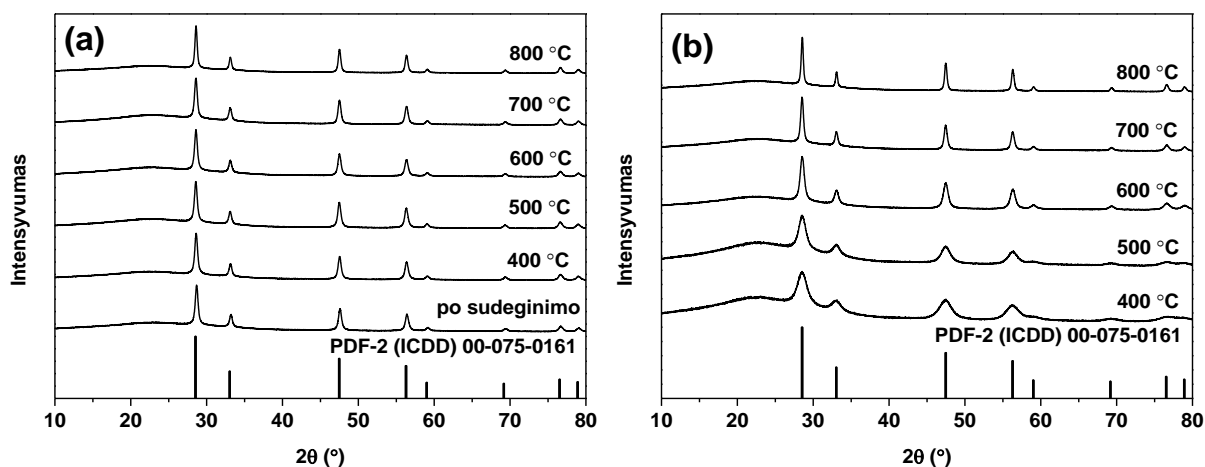 (a)
800 °C
700 °C
600 °C
500 °C
400 °C
po sudeginimo
PDF-2 (ICDD) 00-075-0161
Intensyvumas
10 20 30 40 50 60 70 80
2θ (°)
(b)
800 °C
700 °C
600 °C
500 °C
400 °C
PDF-2 (ICDD) 00-075-0161
Intensyvumas
10 20 30 40 50 60 70 80
2θ (°)